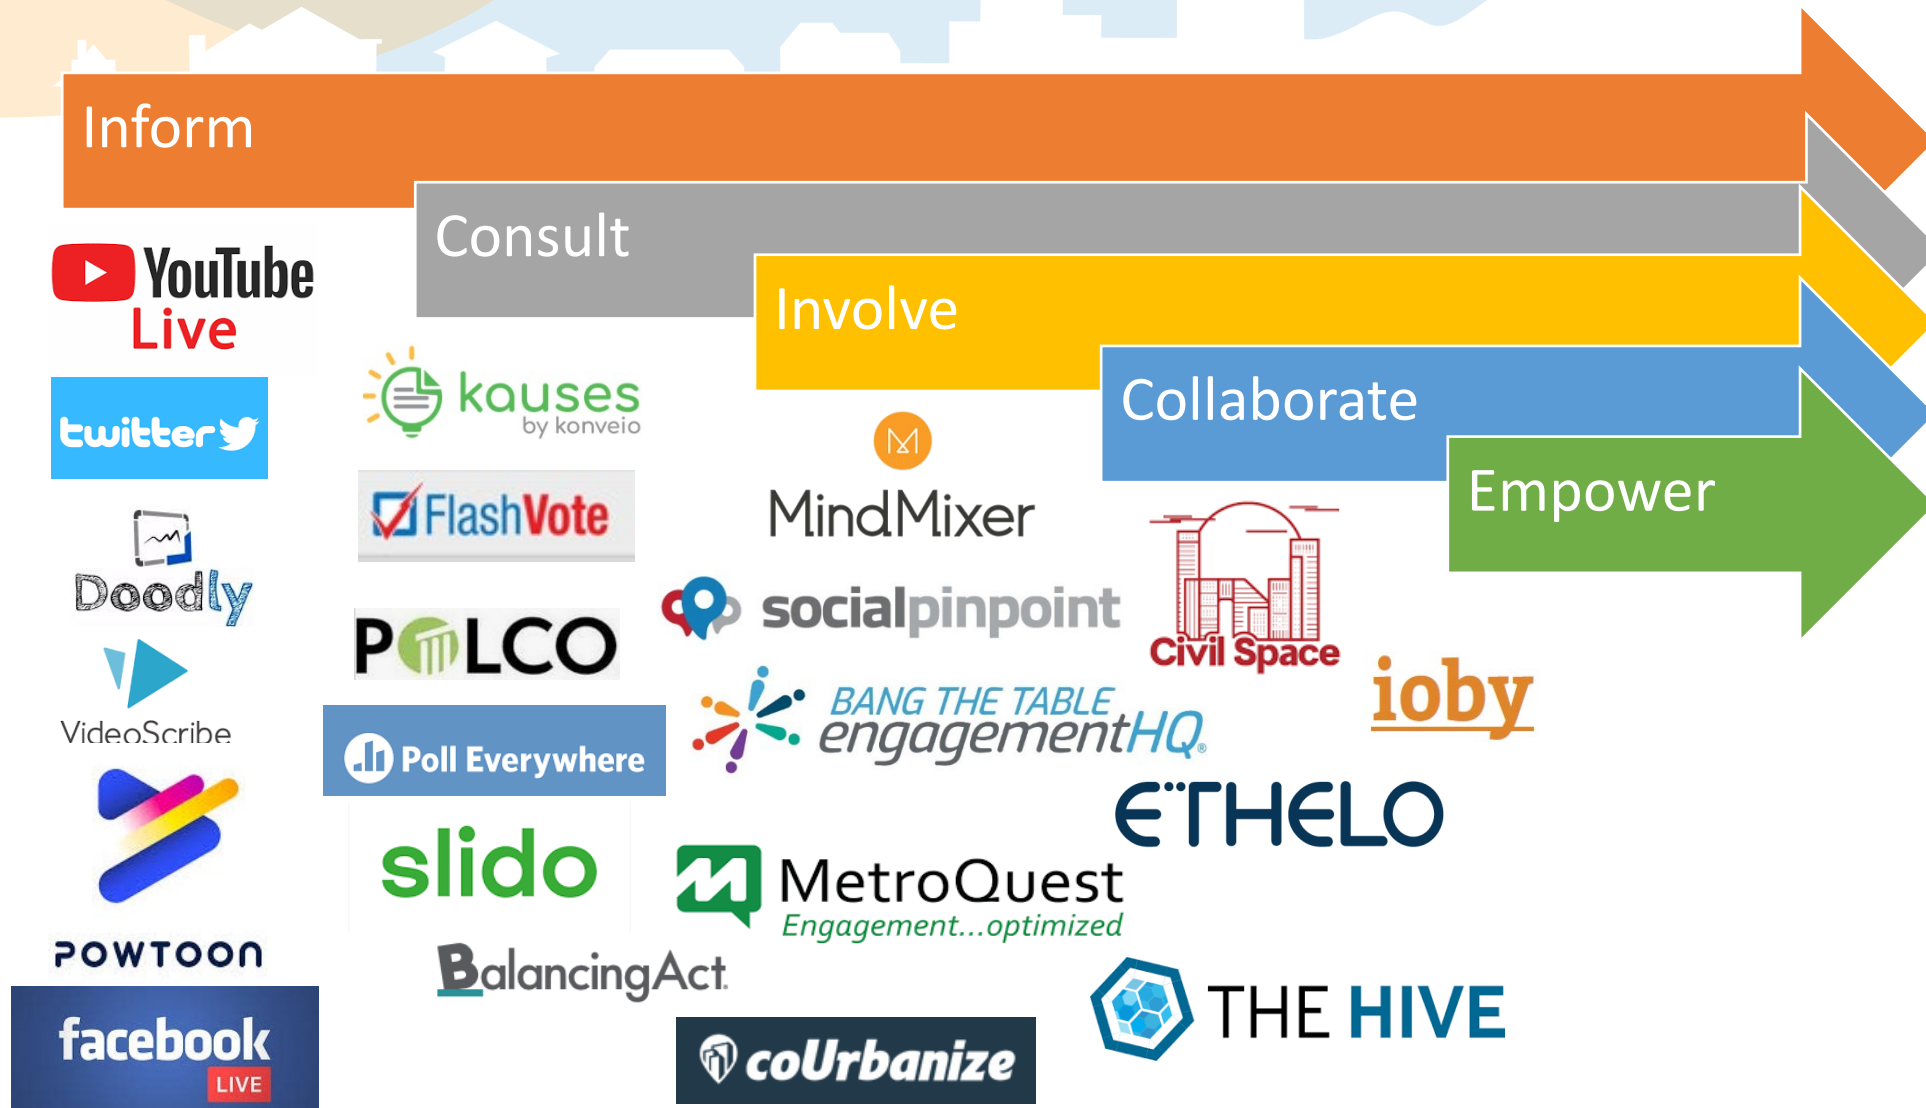 Inform
Consult
Involve
Collaborate
Empower
YouTube
Live
twitter
Doodly
VideoScribe
POWTOON
facebook
LIVE
kauses
by konveio
FlashVote
POLCO
Poll Everywhere
slido
BalancingAct
MindMixer
socialpinpoint
BANG THE TABLE
engagementHQ®
MetroQuest
Engagement...optimized
coUrbanize
Civil Space
ioby
ETHELO
THE HIVE